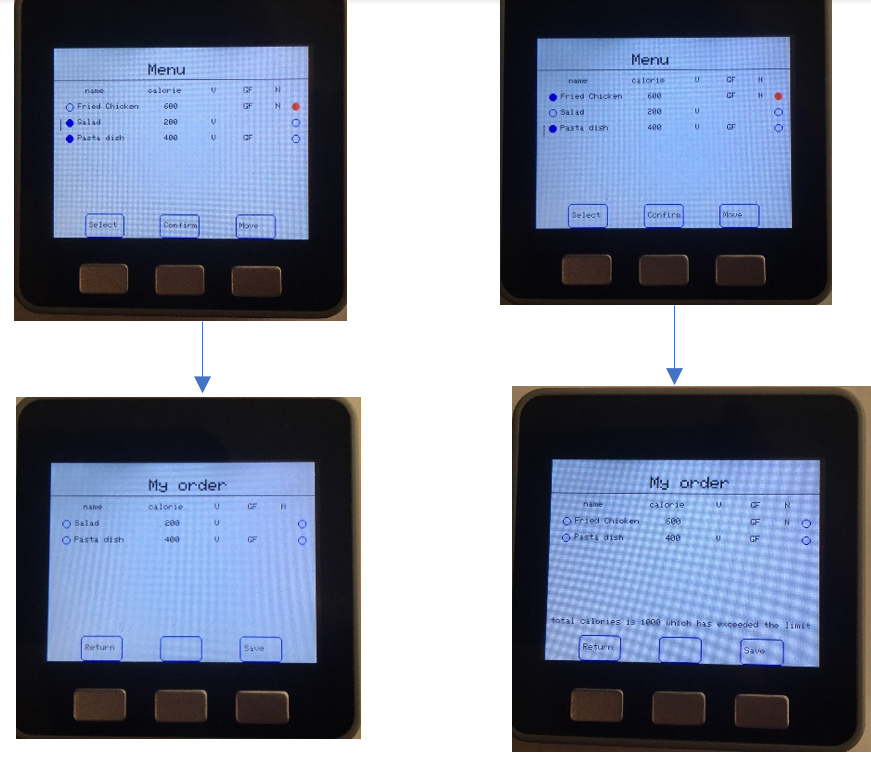 Menu
name calorie V GF N
Fried Chicken 600 GF N
Salad 200 V
Pasta dish 400 V GF
Select Confirm Move
Menu
name calorie V GF N
Fried Chicken 600 GF N
Salad 200 V
Pasta dish 400 V GF
Select Confirm Move
My order
name calorie V GF N
Salad 200 V
Pasta dish 400 V GF
Return Save
My order
name calorie V GF N
Fried Chicken 600 GF N
Pasta dish 400 V GF
total calories is 1000 which has exceeded the limit
Return Save